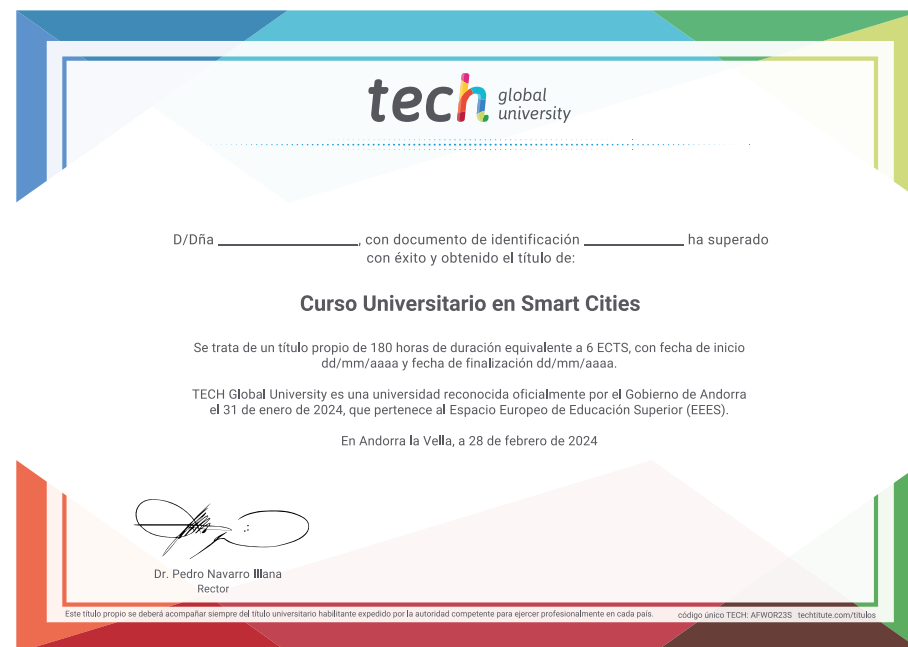 tech global university
D/Dña ____________________, con documento de identificación ______________ ha superado
con éxito y obtenido el título de:
Curso Universitario en Smart Cities
Se trata de un título propio de 180 horas de duración equivalente a 6 ECTS, con fecha de inicio
dd/mm/aaaa y fecha de finalización dd/mm/aaaa.
TECH Global University es una universidad reconocida oficialmente por el Gobierno de Andorra
el 31 de enero de 2024, que pertenece al Espacio Europeo de Educación Superior (EEES).
En Andorra la Vella, a 28 de febrero de 2024
Dr. Pedro Navarro Illana
Rector
Este título propio se deberá acompañar siempre del título universitario habilitante expedido por la autoridad competente para ejercer profesionalmente en cada país. código único TECH: AFWOR23S techtitute.com/titulos